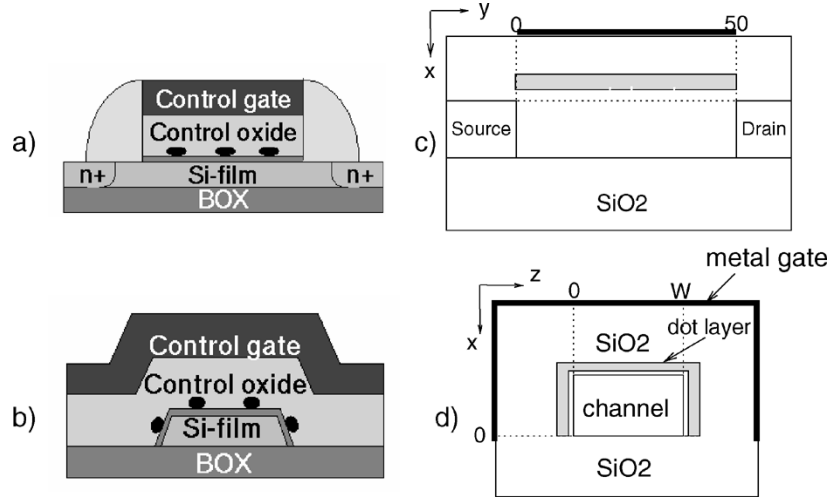 a)
Control gate
Control oxide
n+ Si-film n+
BOX
b)
Control gate
Control oxide
Si-film
BOX
c)
y 0 50
x
Source Drain
SiO2
d)
metal gate
z 0 W
dot layer
x
SiO2
channel
0
SiO2